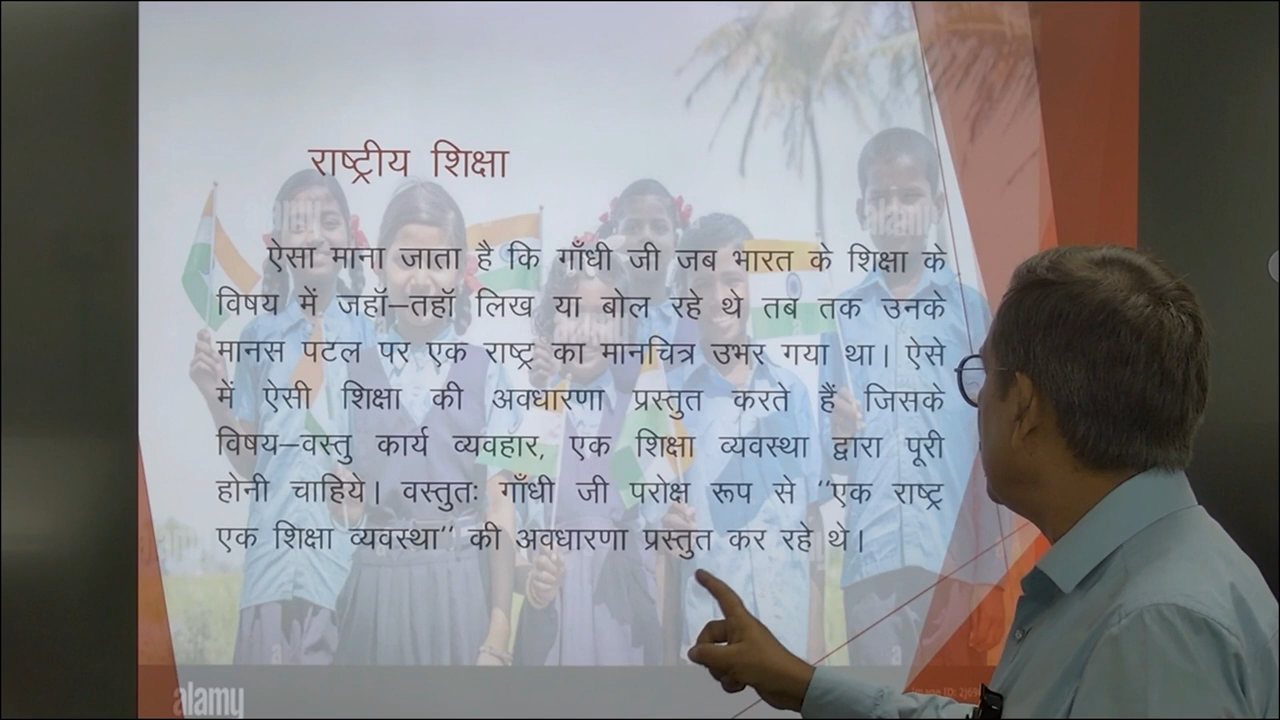 राष्ट्रीय शिक्षा
ऐसा माना जाता है कि गाँधी जी जब भारत के शिक्षा के
विषय में जहॉ–तहॉ लिख या बोल रहे थे तब तक उनके
मानस पटल पर एक राष्ट्र का मानचित्र उभर गया था। ऐसे
में ऐसी शिक्षा की अवधारणा प्रस्तुत करते हैं जिसके
विषय–वस्तु कार्य व्यवहार, एक शिक्षा व्यवस्था द्वारा पूरी
होनी चाहिये। वस्तुतः गाँधी जी परोक्ष रूप से ‘‘एक राष्ट्र
एक शिक्षा व्यवस्था’’ की अवधारणा प्रस्तुत कर रहे थे।
alamy
alamy